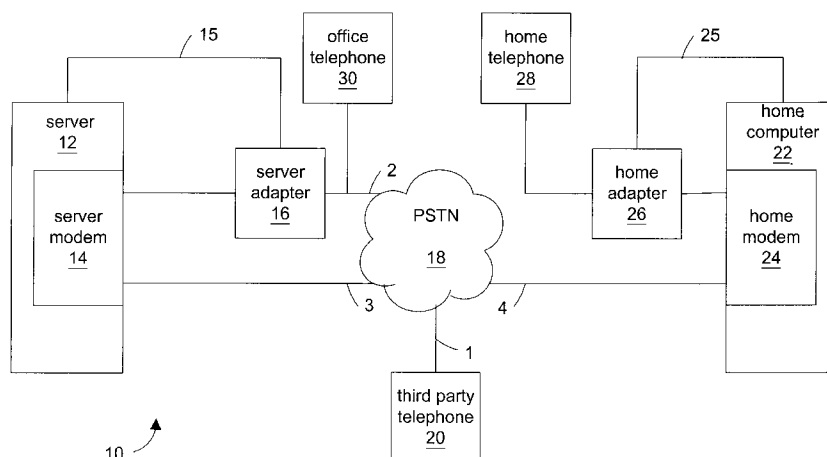 15
office
telephone
30
home
telephone
28
25
server
12
server
adapter
16
2
PSTN
18
home
adapter
26
home
computer
22
server
modem
14
home
modem
24
3
4
1
third party
telephone
20
10